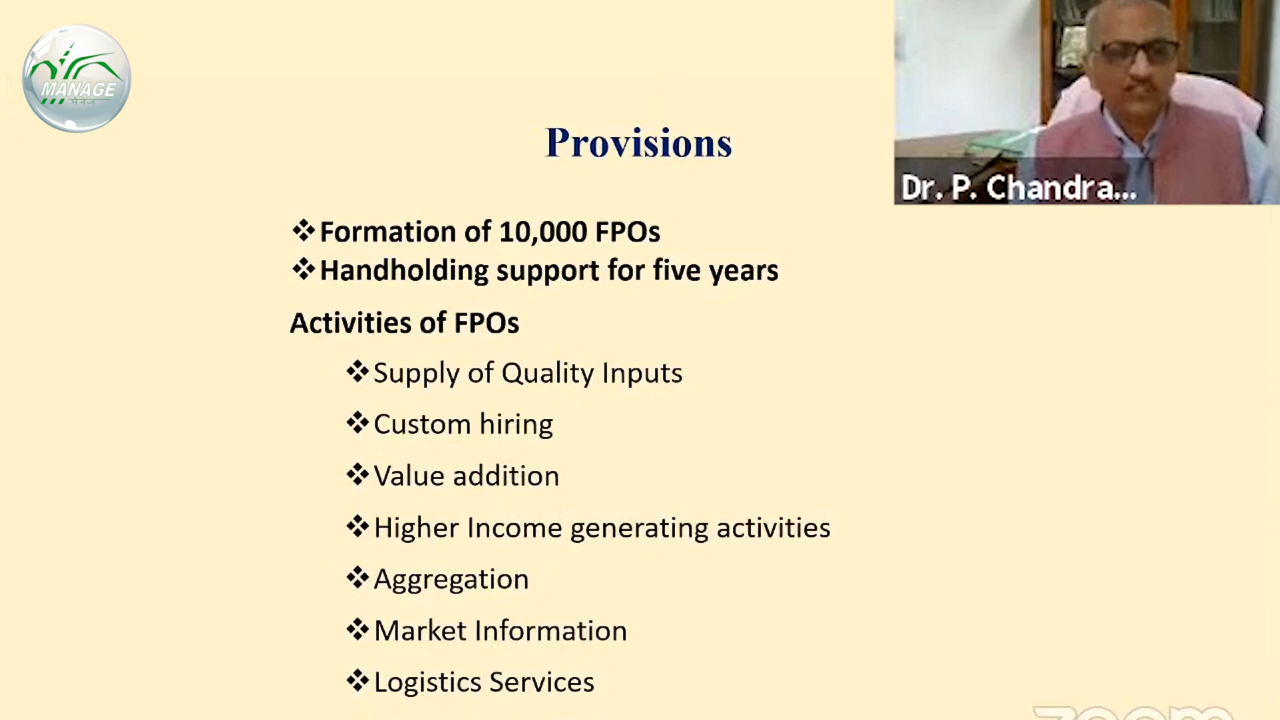 MANAGE
मैनेज
Provisions
Dr. P. Chandra...
❖Formation of 10,000 FPOs
❖Handholding support for five years
Activities of FPOs
❖Supply of Quality Inputs
❖Custom hiring
❖Value addition
❖Higher Income generating activities
❖Aggregation
❖Market Information
❖Logistics Services
zoom